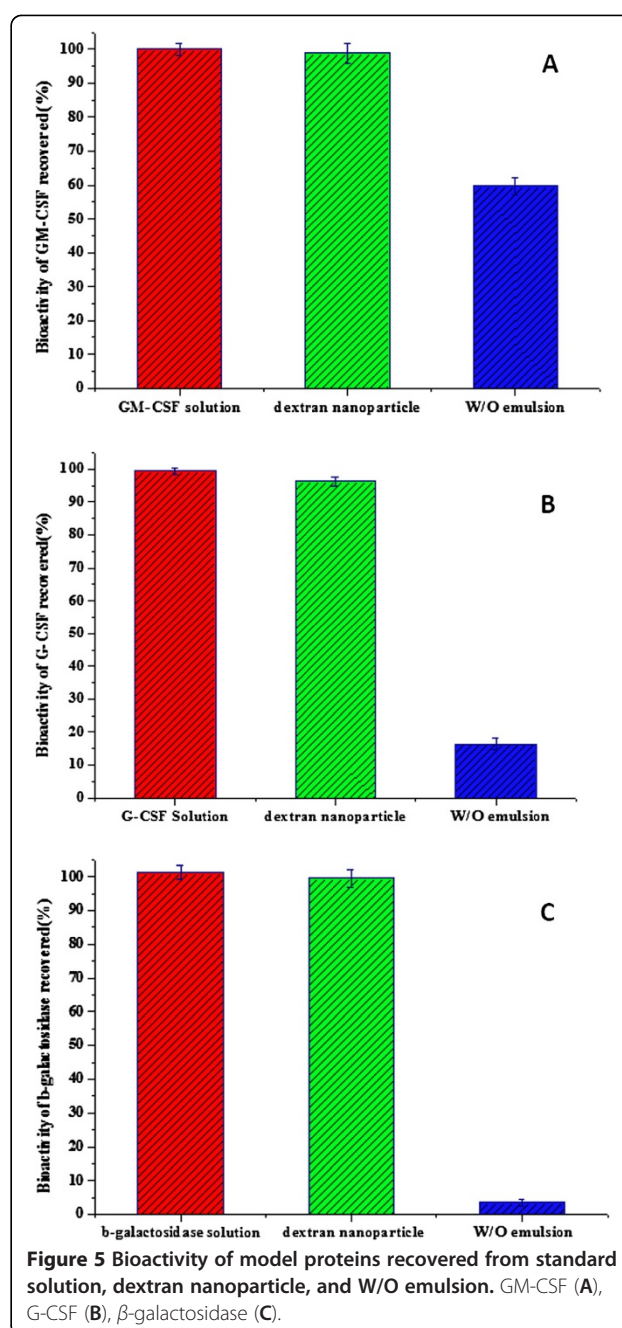 A
Bioactivity of GM-CSF recovered(%)
100
90
80
70
60
50
40
30
20
10
0
GM-CSF solution dextran nanoparticle W/O emulsion
B
Bioactivity of G- CSF recovered(%)
100
90
80
70
60
50
40
30
20
10
0
G-CSF Solution dextran nanoparticle W/O emulsion
C
Bioactivity of b-galactosidase recovered(%)
100
90
80
70
60
50
40
30
20
10
0
b-galactosidase solution dextran nanoparticle W/O emulsion
Figure 5 Bioactivity of model proteins recovered from standard
solution, dextran nanoparticle, and W/O emulsion. GM-CSF (A),
G-CSF (B), β-galactosidase (C).